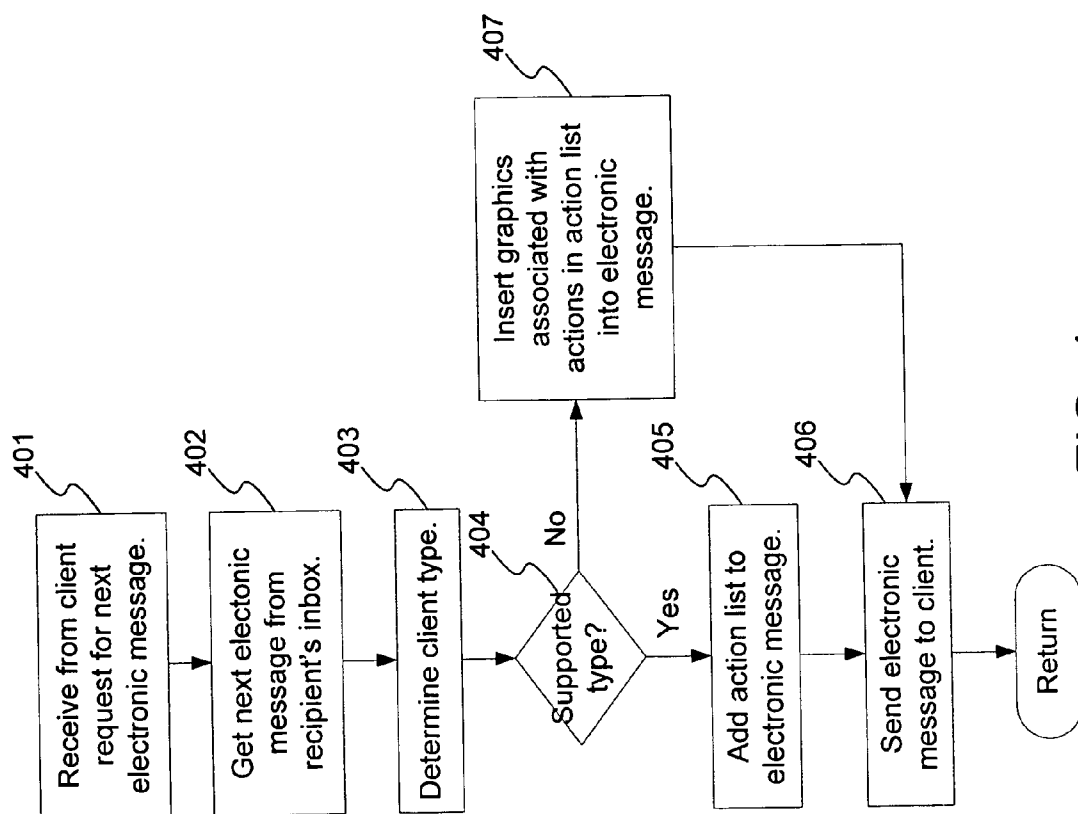 401
Receive from client
request for next
electronic message.
402
Get next electonic
message from
recipient's inbox.
403
Determine client type.
404
Supported
type?
No
Yes
407
Insert graphics
associated with
actions in action list
into electronic
message.
405
Add action list to
electronic message.
406
Send electronic
message to client.
Return